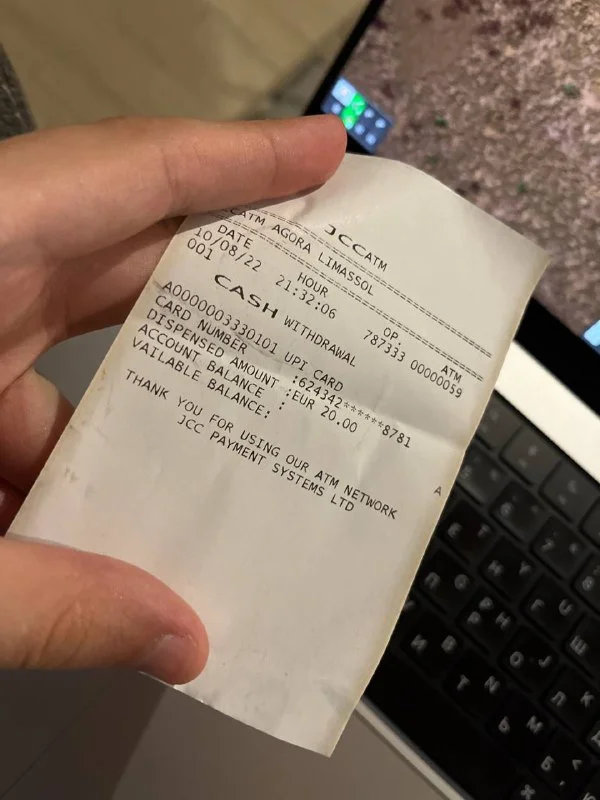 JCCATM
ATM AGORA LIMASSOL
DATE HOUR OP. ATM
10/08/22 21:32:06 787333 00000059
001
CASH WITHDRAWAL
A0000003330101 UPI CARD
CARD NUMBER :624342******8781
DISPENSED AMOUNT :EUR 20.00
ACCOUNT BALANCE :
A
VAILABLE BALANCE:
THANK YOU FOR USING OUR ATM NETWORK
JCC PAYMENT SYSTEMS LTD